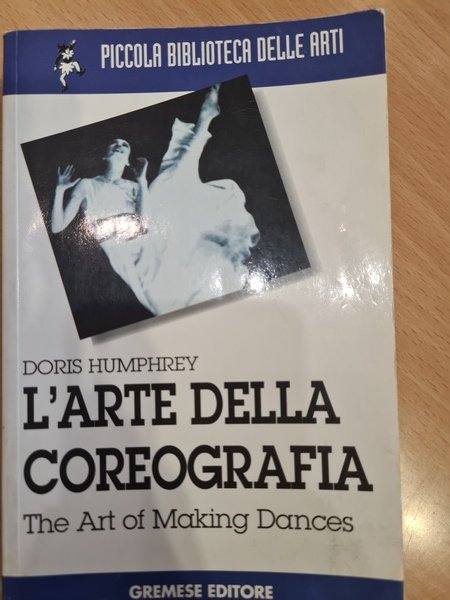 PICCOLA BIBLIOTECA DELLE ARTI
DORIS HUMPHREY
L'ARTE DELLA
COREOGRAFIA
The Art of Making Dances
GREMESE EDITORE